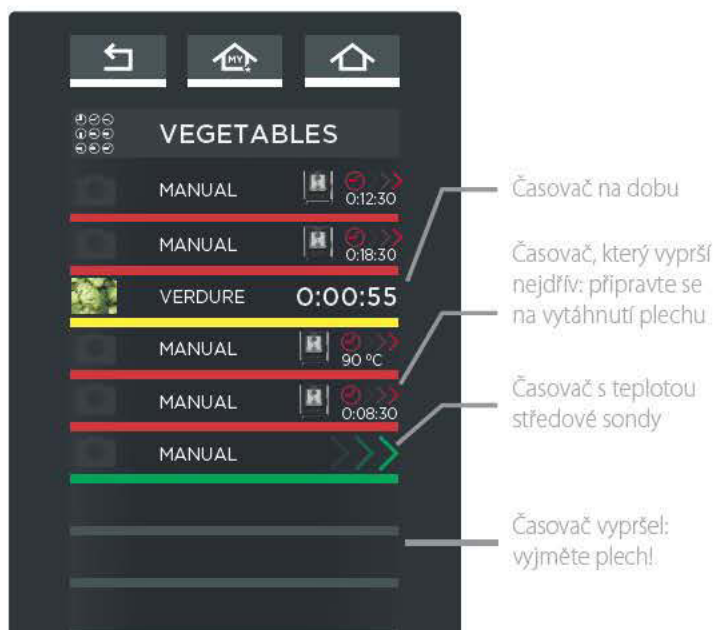 MY
VEGETABLES
MANUAL
0:12:30
MANUAL
0:18:30
VERDURE 0:00:55
MANUAL
90 °C
MANUAL
0:08:30
MANUAL
Časovač na dobu
Časovač, který vyprší
nejdřív: připravte se
na vytáhnutí plechu
Časovač s teplotou
středové sondy
Časovač vypršel:
vyjměte plech!